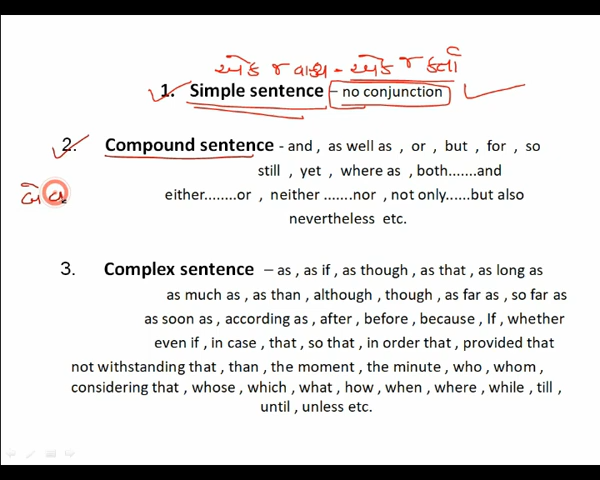 એક જ વાક્ય - એક જ કર્તા
1. Simple sentence – no conjunction
2. Compound sentence - and , as well as , or , but , for , so
still , yet , where as , both.......and
બે
either........or , neither .......nor , not only......but also
nevertheless etc.
3. Complex sentence – as , as if , as though , as that , as long as
as much as , as than , although , though , as far as , so far as
as soon as , according as , after , before , because , If , whether
even if , in case , that , so that , in order that , provided that
not withstanding that , than , the moment , the minute , who , whom ,
considering that , whose , which , what , how , when , where , while , till ,
until , unless etc.